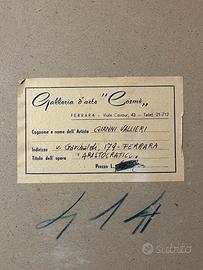 Galleria d'arte "Cosmè"
FERRARA - Viale Cavour, 43 - Telef. 21-712
Cognome e nome dell'Artista GIANNI VALLIERI
Indirizzo v. Garibaldi, 179 - FERRARA
Titolo dell'opera "ARISTOCRATICO"
Prezzo L.
414
subito